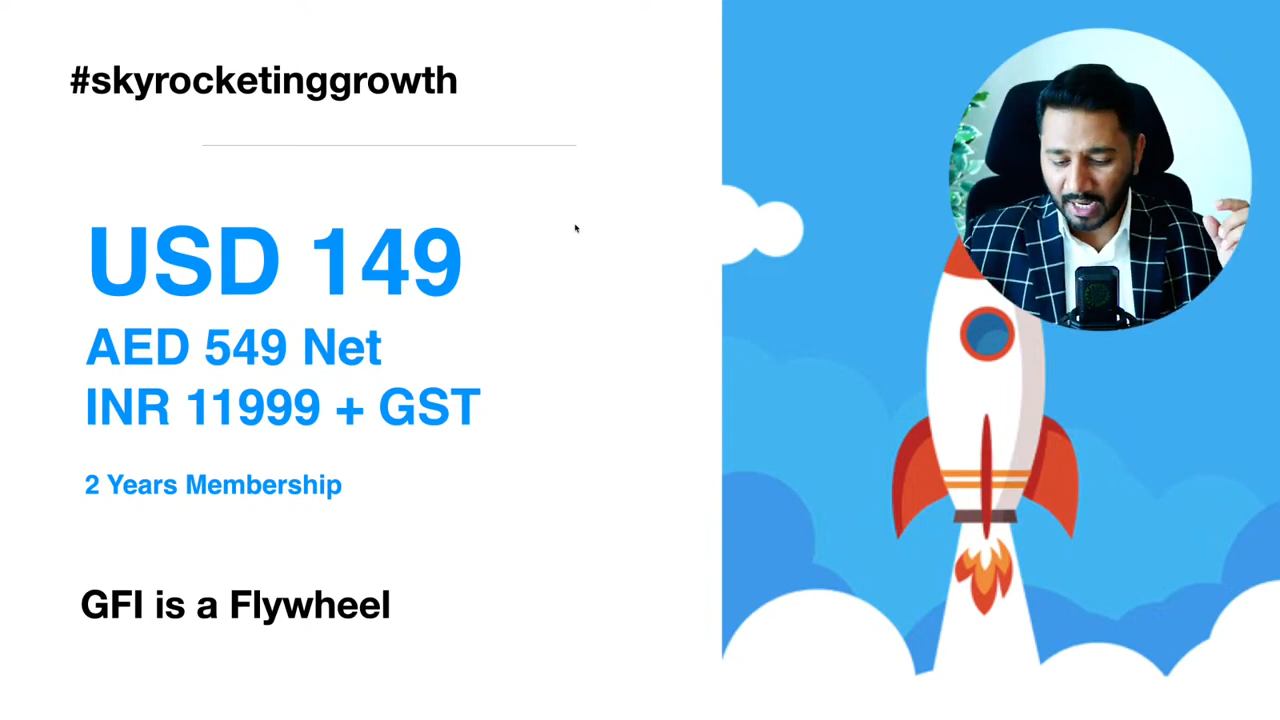 #skyrocketinggrowth
USD 149
AED 549 Net
INR 11999 + GST
2 Years Membership
GFI is a Flywheel